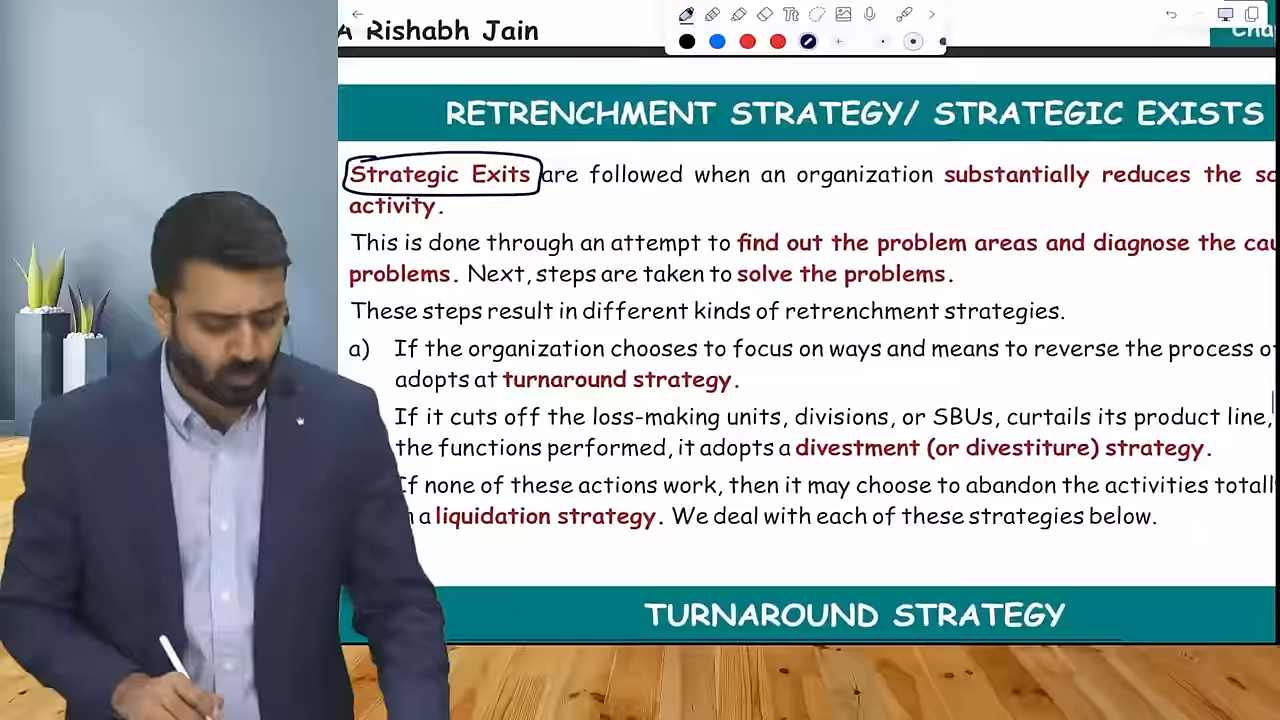 A Rishabh Jain
RETRENCHMENT STRATEGY/ STRATEGIC EXISTS
Strategic Exits are followed when an organization substantially reduces the
activity.
This is done through an attempt to find out the problem areas and diagnose the
problems. Next, steps are taken to solve the problems.
These steps result in different kinds of retrenchment strategies.
a) If the organization chooses to focus on ways and means to reverse the process
adopts at turnaround strategy.
If it cuts off the loss-making units, divisions, or SBUs, curtails its product line,
the functions performed, it adopts a divestment (or divestiture) strategy.
If none of these actions work, then it may choose to abandon the activities
a liquidation strategy. We deal with each of these strategies below.
TURNAROUND STRATEGY